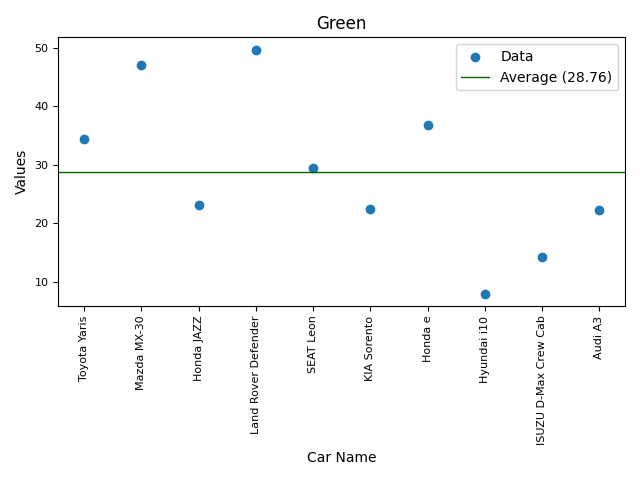 Green
Data
Average (28.76)
Values
50
40
30
20
10
Toyota Yaris
Mazda MX-30
Honda JAZZ
Land Rover Defender
SEAT Leon
KIA Sorento
Honda e
Hyundai i10
ISUZU D-Max Crew Cab
Audi A3
Car Name